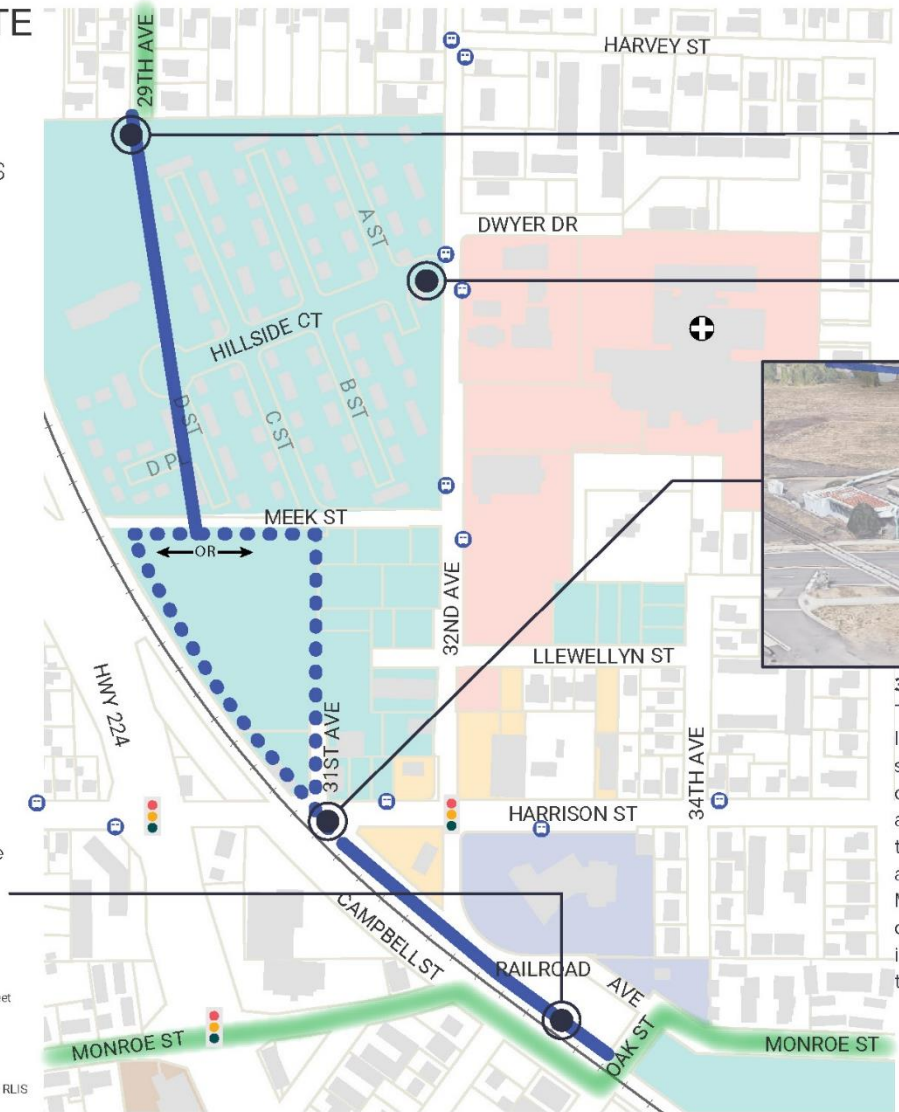 TE
29TH AVE
HARVEY ST
S
A ST
DWYER DR
HILLSIDE CT
D ST
C ST
B ST
MEEK ST
OR
32ND AVE
LLEWELLYN ST
HWY 224
31ST AVE
34TH AVE
HARRISON ST
e
CAMPBELL ST
RAILROAD AVE
eet
MONROE ST
OAK ST
MONROE ST
RLIS